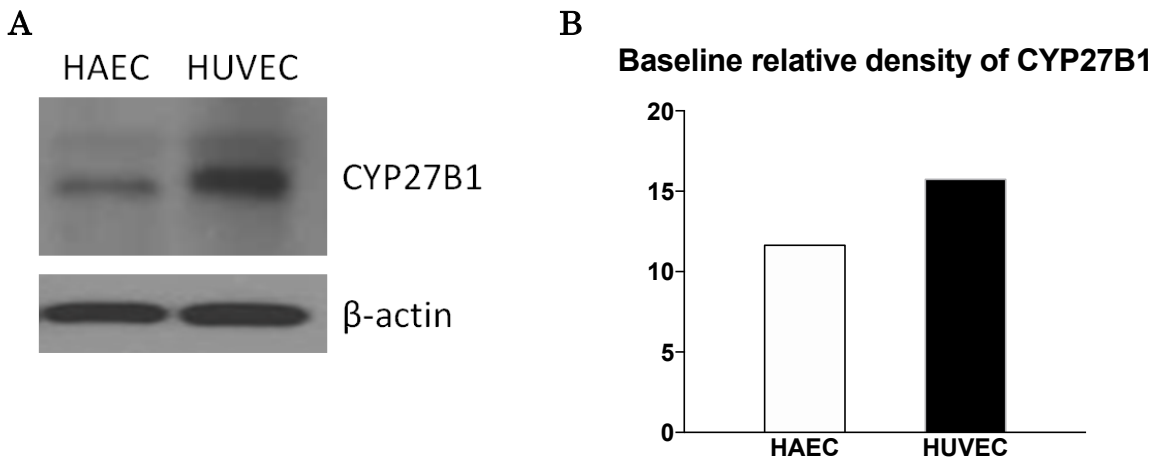 A
HAEC HUVEC
CYP27B1
β-actin
B
Baseline relative density of CYP27B1
20
15
10
5
0
HAEC HUVEC